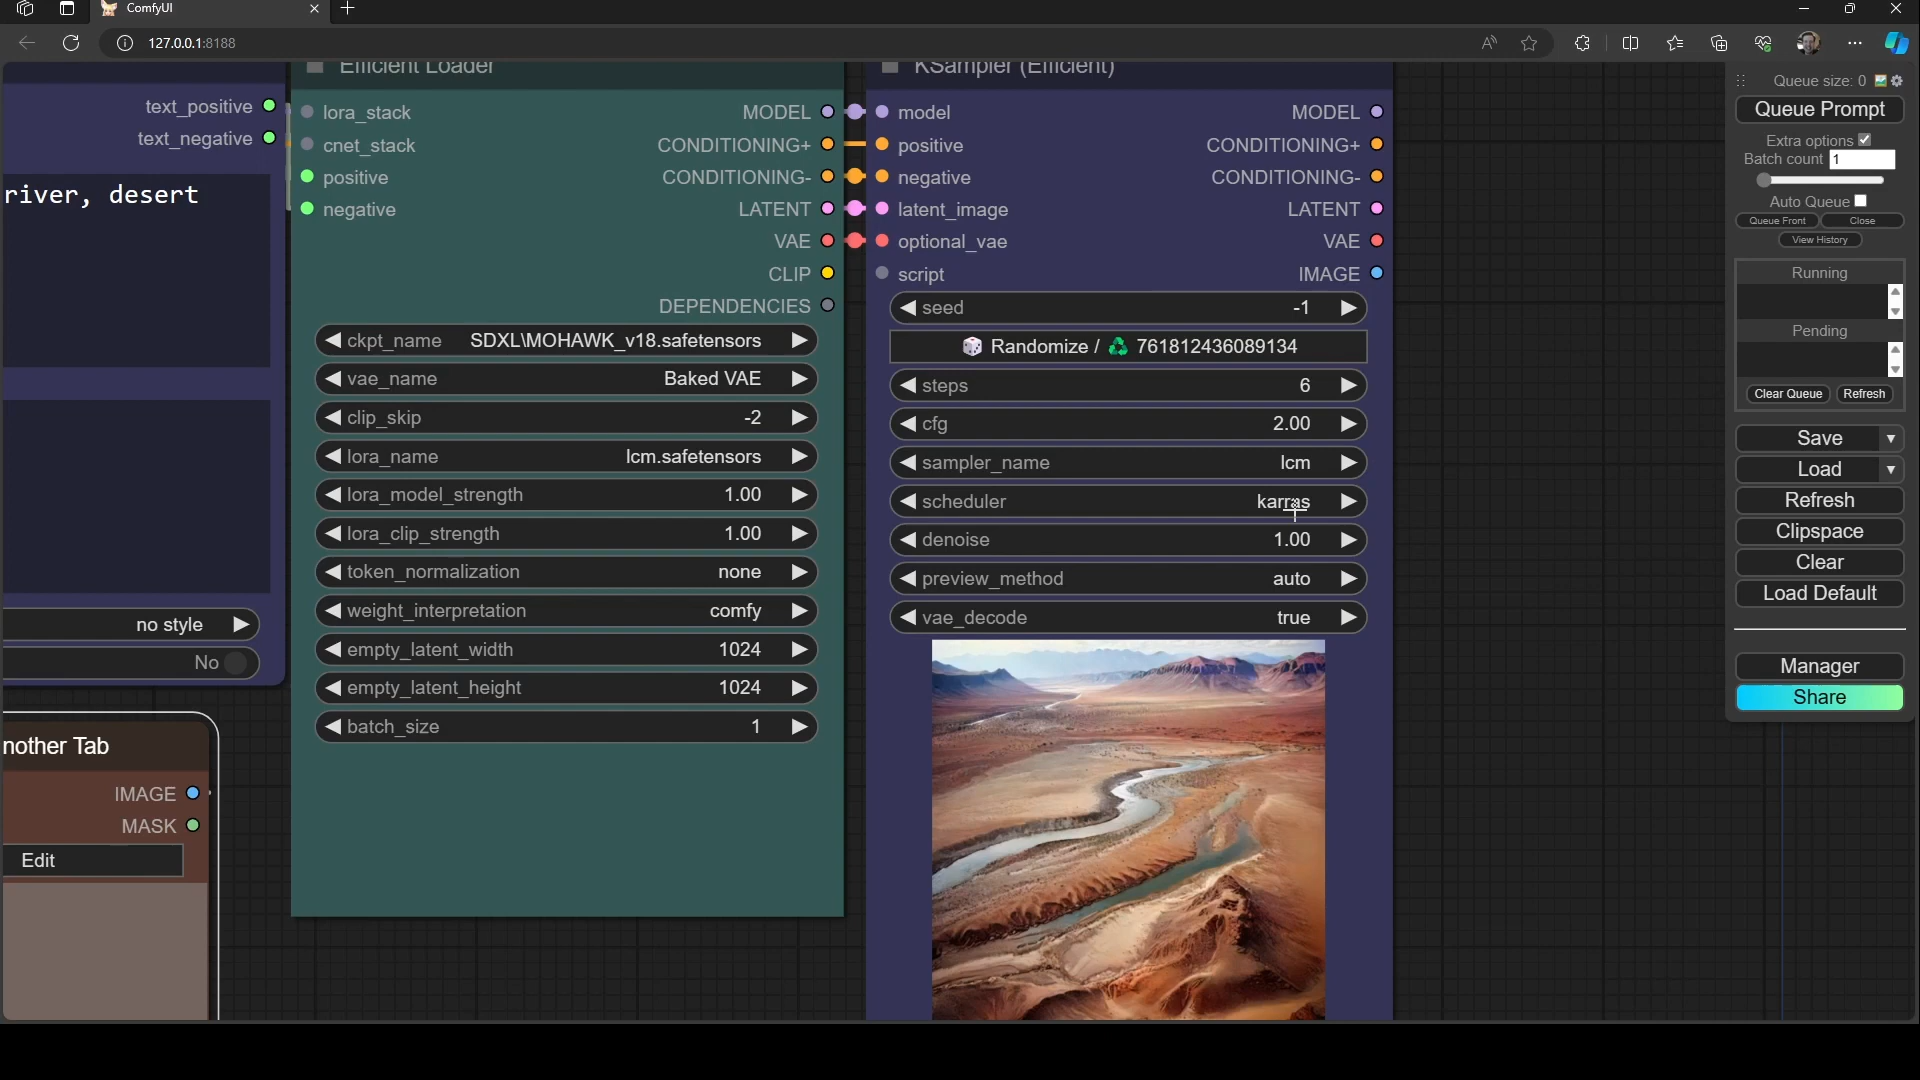 ComfyUI
127.0.0.1:8188
text_positive
text_negative
river, desert
no style
No
nother Tab
IMAGE
MASK
Edit
Efficient Loader
lora_stack MODEL
cnet_stack CONDITIONING+
positive CONDITIONING-
negative LATENT
VAE
CLIP
DEPENDENCIES
ckpt_name SDXL\MOHAWK_v18.safetensors
vae_name Baked VAE
clip_skip -2
lora_name lcm.safetensors
lora_model_strength 1.00
lora_clip_strength 1.00
token_normalization none
weight_interpretation comfy
empty_latent_width 1024
empty_latent_height 1024
batch_size 1
KSampler (Efficient)
model MODEL
positive CONDITIONING+
negative CONDITIONING-
latent_image LATENT
optional_vae VAE
script IMAGE
seed -1
Randomize / 761812436089134
steps 6
cfg 2.00
sampler_name lcm
scheduler karras
denoise 1.00
preview_method auto
vae_decode true
Queue size: 0
Queue Prompt
Extra options
Batch count 1
Auto Queue
Queue Front Close
View History
Running
Pending
Clear Queue Refresh
Save
Load
Refresh
Clipspace
Clear
Load Default
Manager
Share